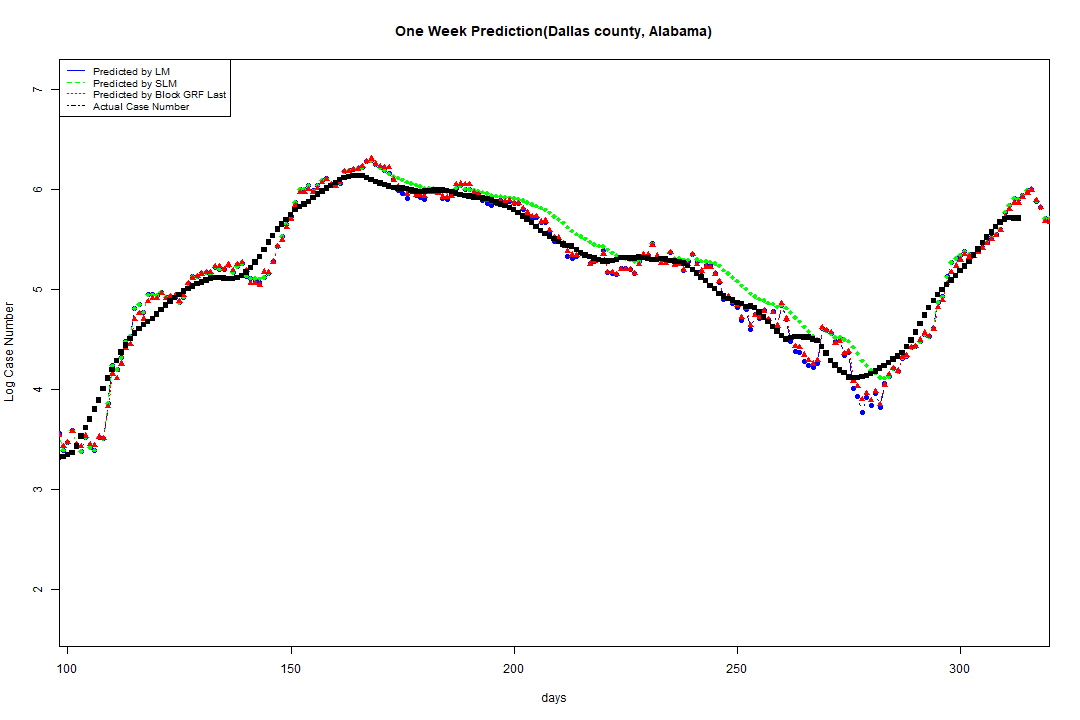 One Week Prediction(Dallas county, Alabama)
Predicted by LM
Predicted by SLM
Predicted by Block GRF Last
Actual Case Number
7
6
5
4
3
2
Log Case Number
100 150 200 250 300
days